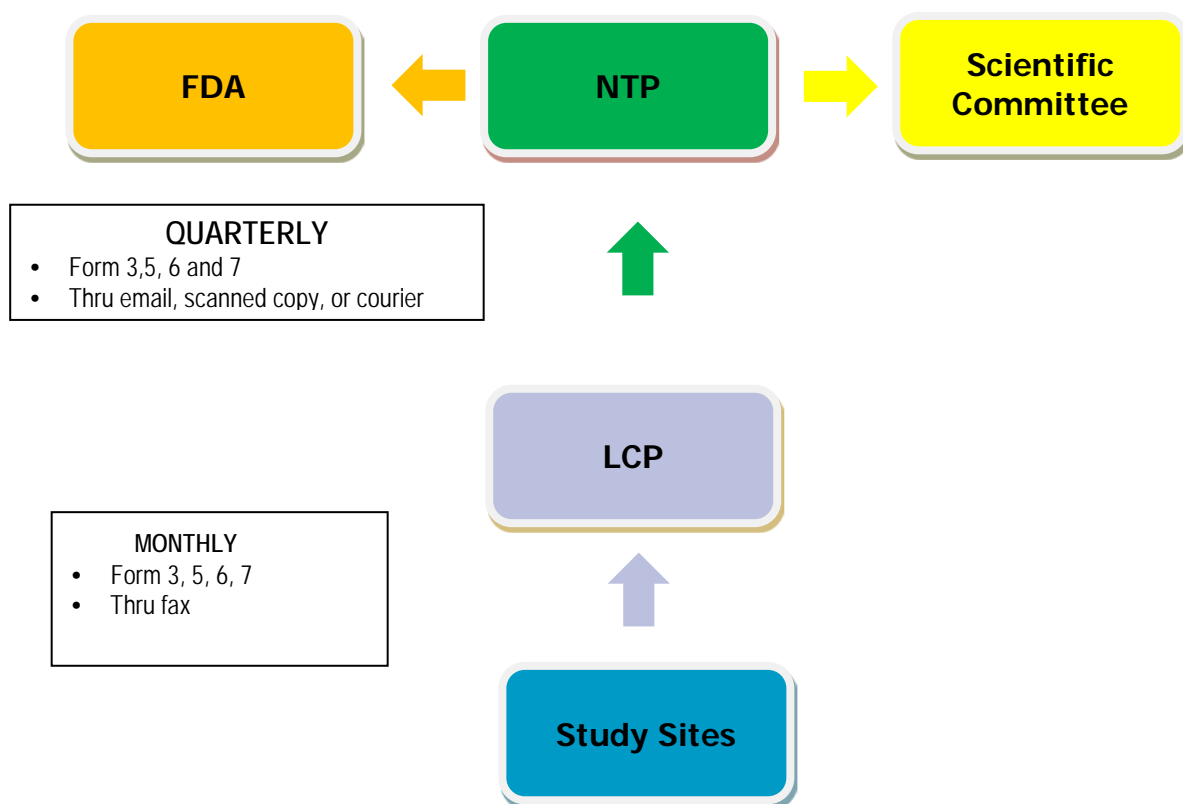 FDA
NTP
Scientific
Committee
QUARTERLY
• Form 3,5, 6 and 7
• Thru email, scanned copy, or courier
LCP
MONTHLY
• Form 3, 5, 6, 7
• Thru fax
Study Sites